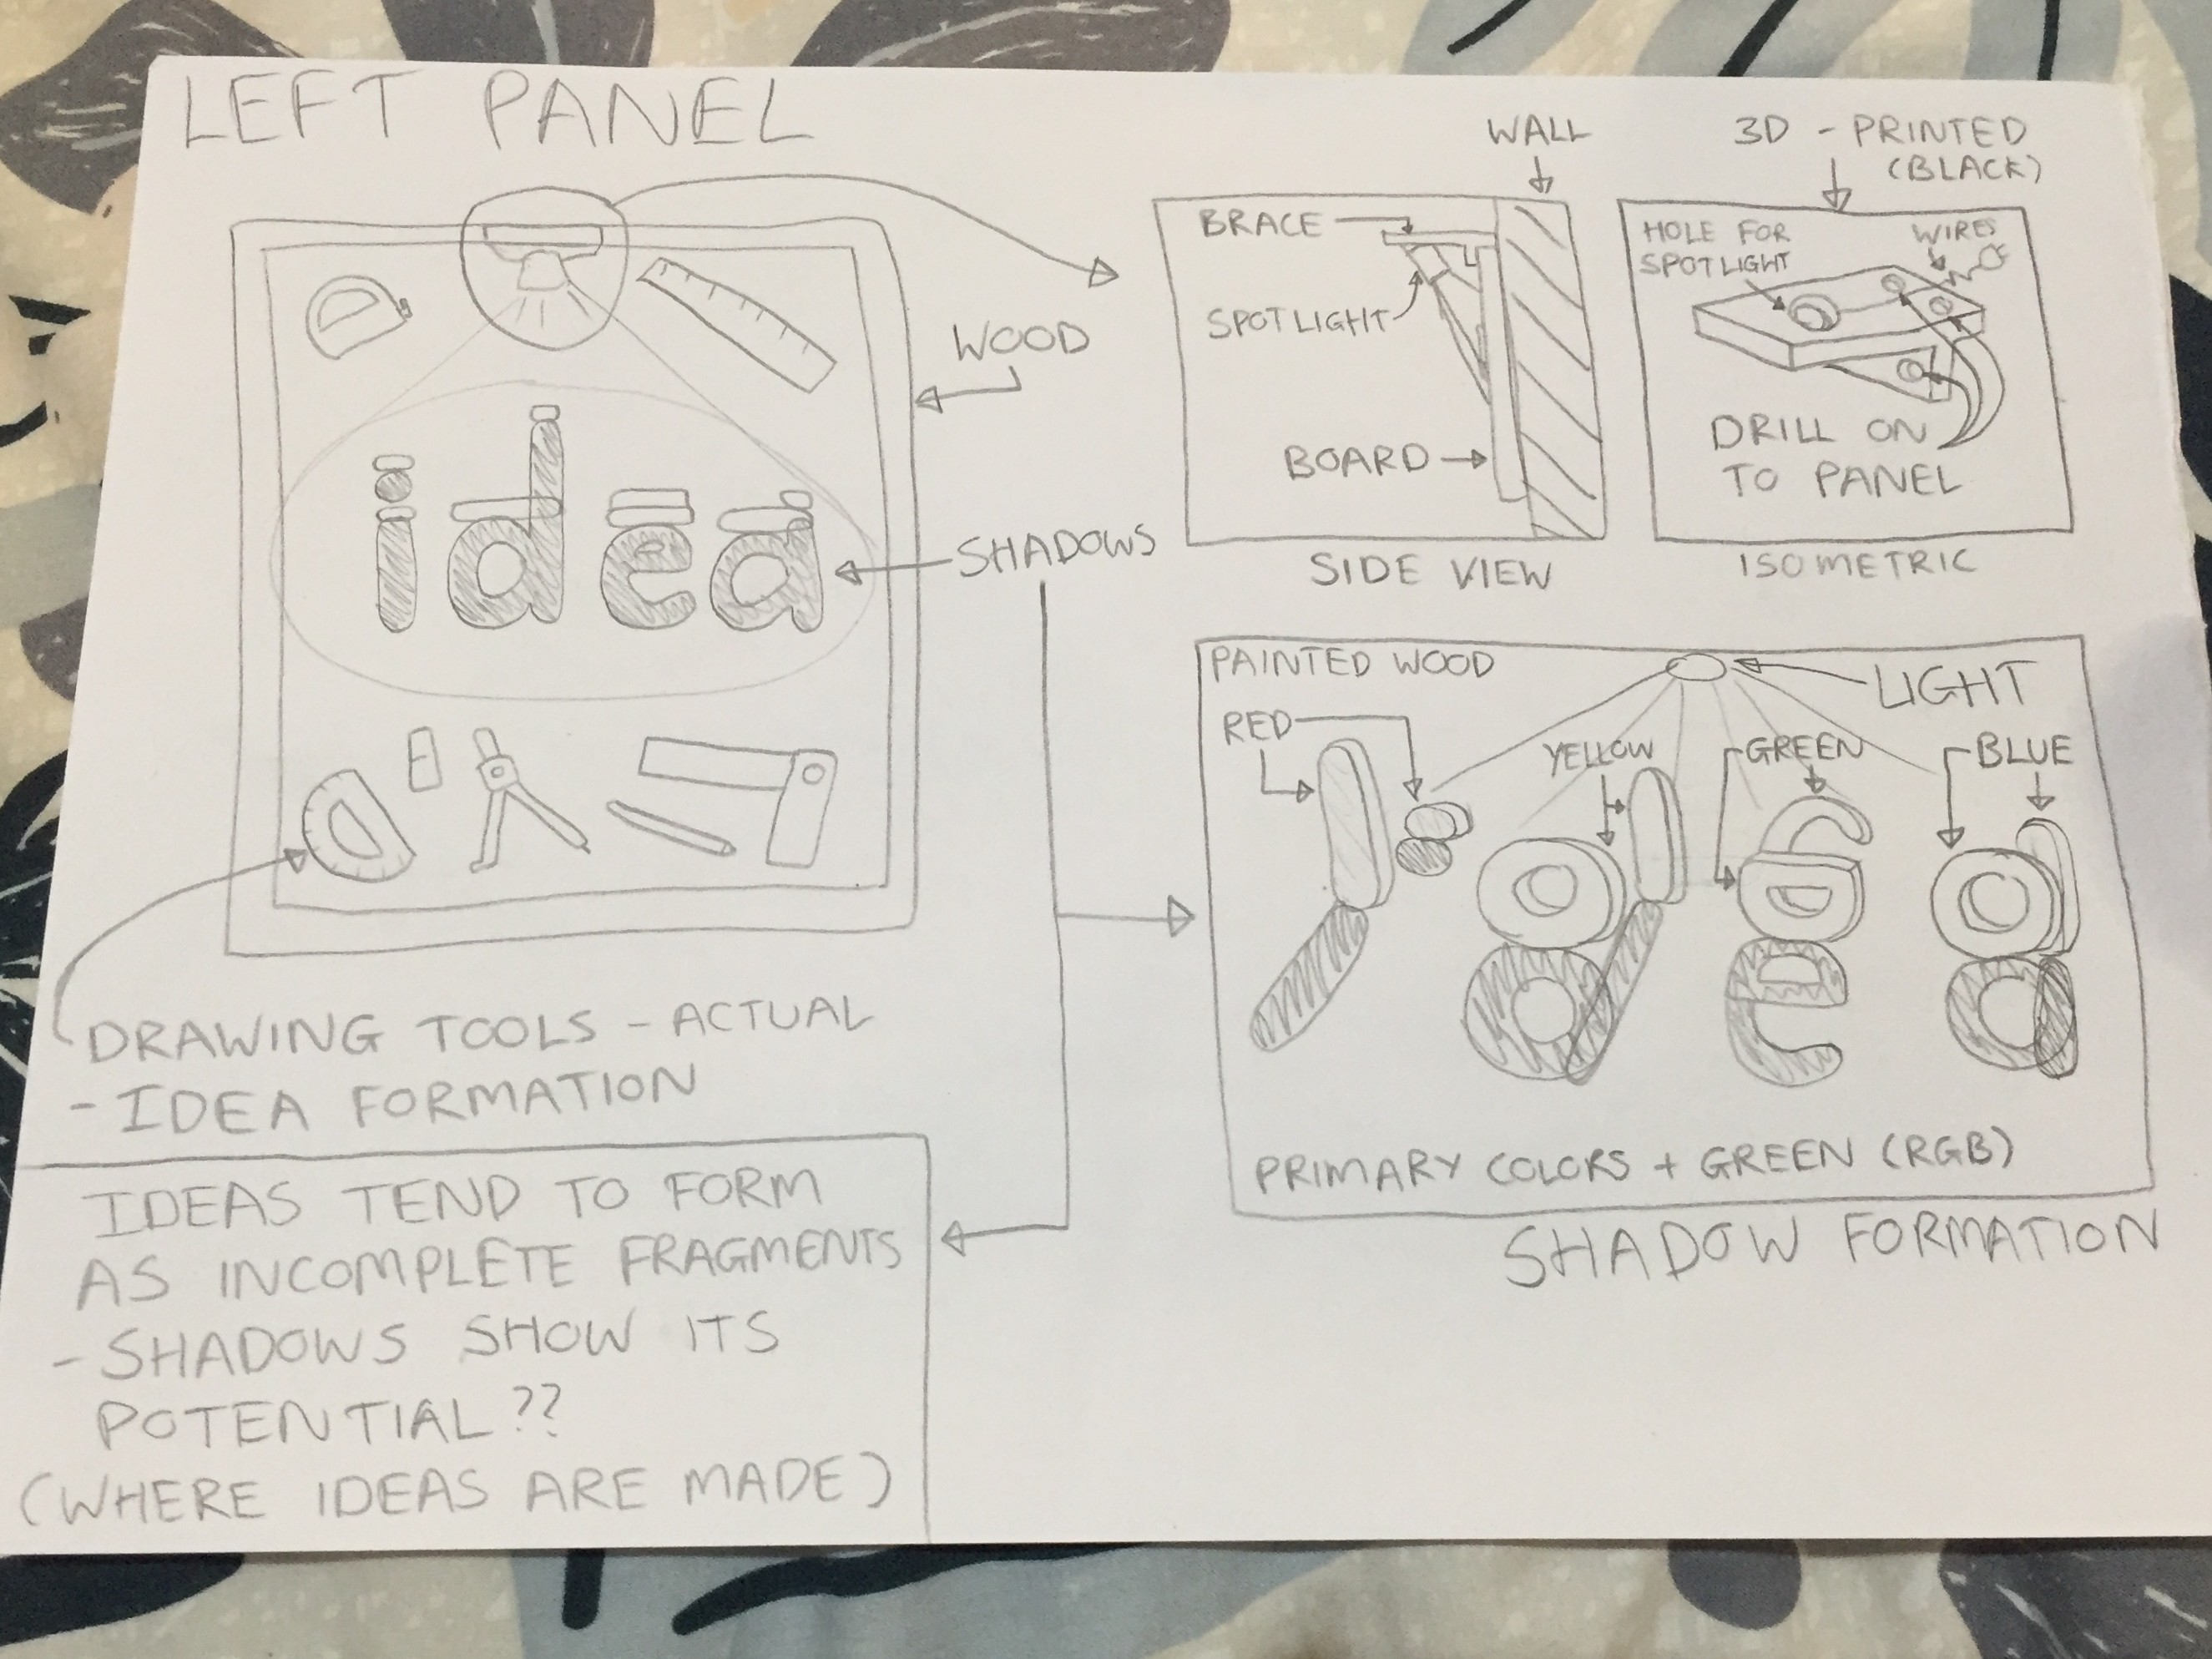 LEFT PANEL
WOOD
idea
SHADOWS
DRAWING TOOLS - ACTUAL
- IDEA FORMATION
IDEAS TEND TO FORM
AS INCOMPLETE FRAGMENTS
- SHADOWS SHOW ITS
POTENTIAL??
(WHERE IDEAS ARE MADE)
WALL
BRACE
SPOTLIGHT
BOARD
SIDE VIEW
3D - PRINTED
(BLACK)
HOLE FOR
SPOTLIGHT
WIRES
DRILL ON
TO PANEL
ISOMETRIC
PAINTED WOOD
LIGHT
RED
YELLOW
GREEN
BLUE
PRIMARY COLORS + GREEN (RGB)
SHADOW FORMATION